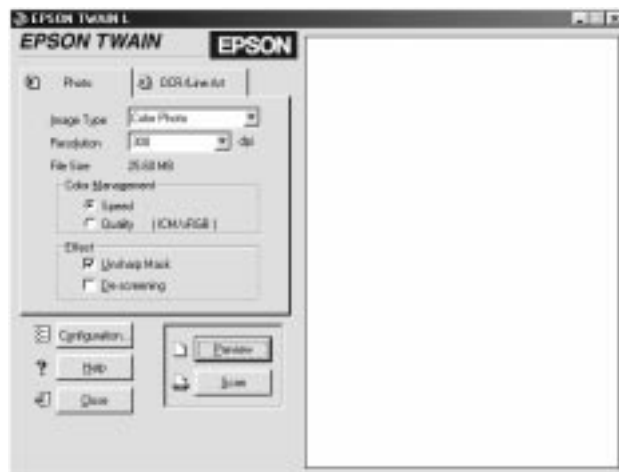 EPSON TWAIN L
EPSON TWAIN EPSON
Photo OCR/Line Art
Image Type Color Photo
Resolution 300 dpi
File Size 25.60 MB
Color Management
Speed
Quality ( ICM/sRGB )
Effect
Unsharp Mask
De-screening
Configuration...
Preview
? Help
Scan
Close